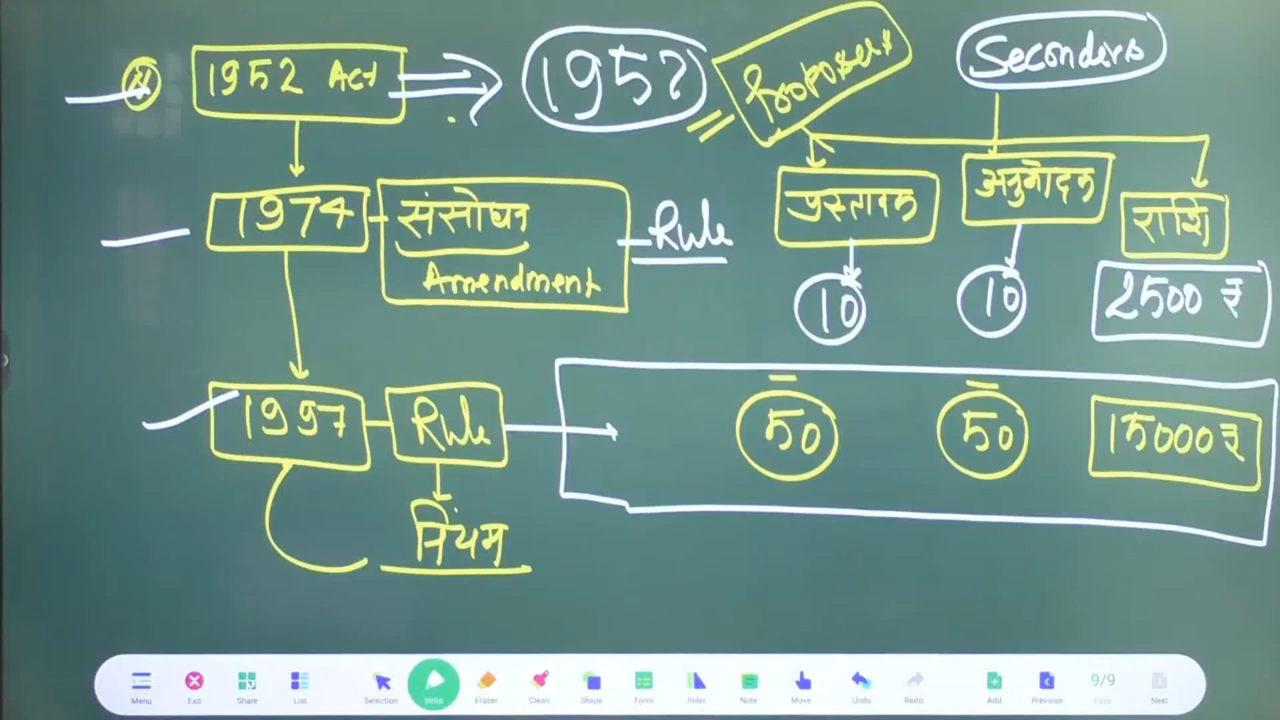 1952 Act
1952
Proposers
Seconders
1974
संसोधन
Amendment
Rule
प्रस्तावक
अनुमोदक
राशि
10
10
2500 ₹
1997
Rule
50
50
15000 ₹
नियम
Menu
Exit
Share
List
Selection
Write
Eraser
Clean
Shape
Form
Ruler
Note
Move
Undo
Redo
Add
Previous
9/9
Page
Next